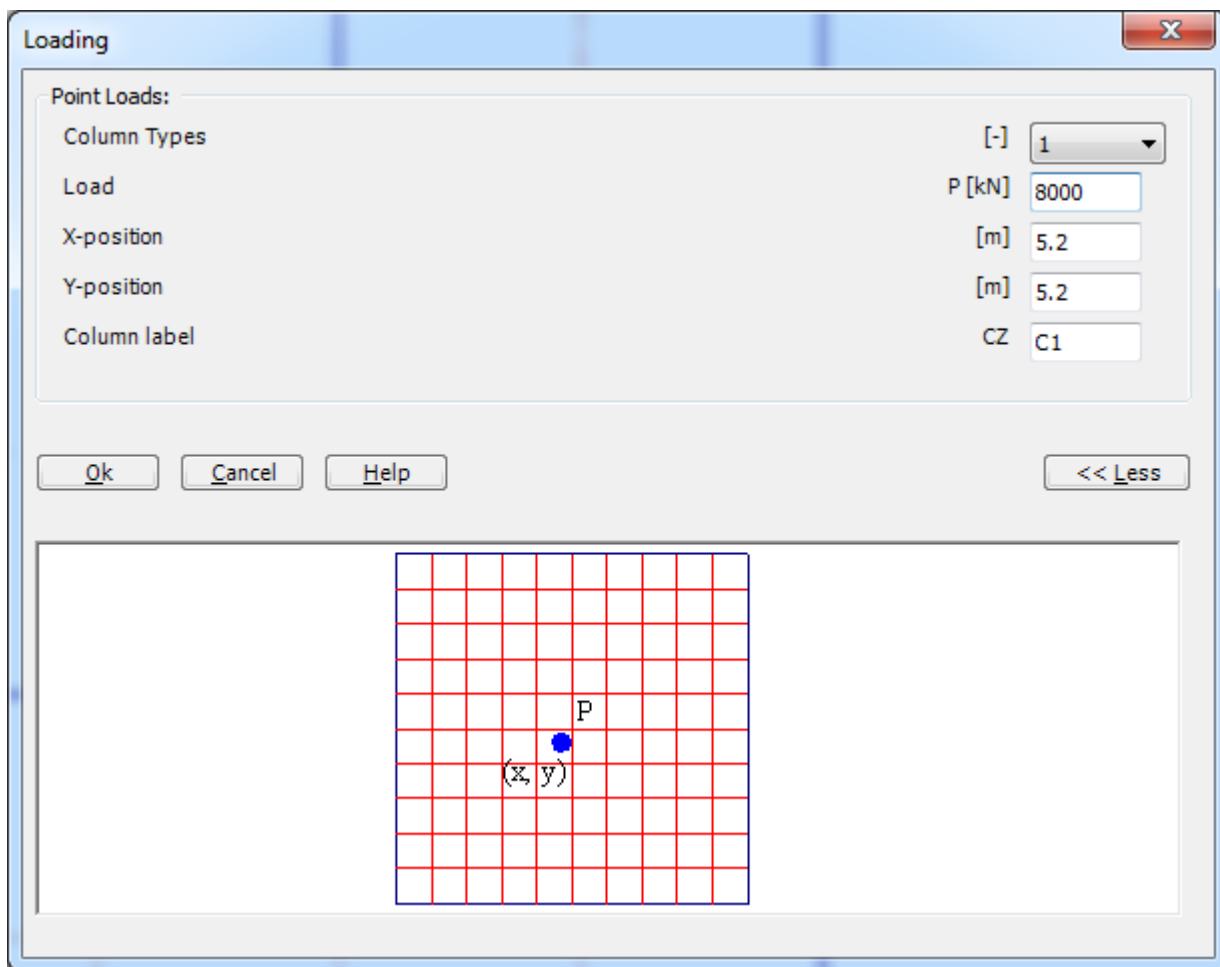 Loading
x
Point Loads:
Column Types [-] 1
Load P [kN] 8000
X-position [m] 5.2
Y-position [m] 5.2
Column label CZ C1
Ok Cancel Help << Less
P
(x, y)